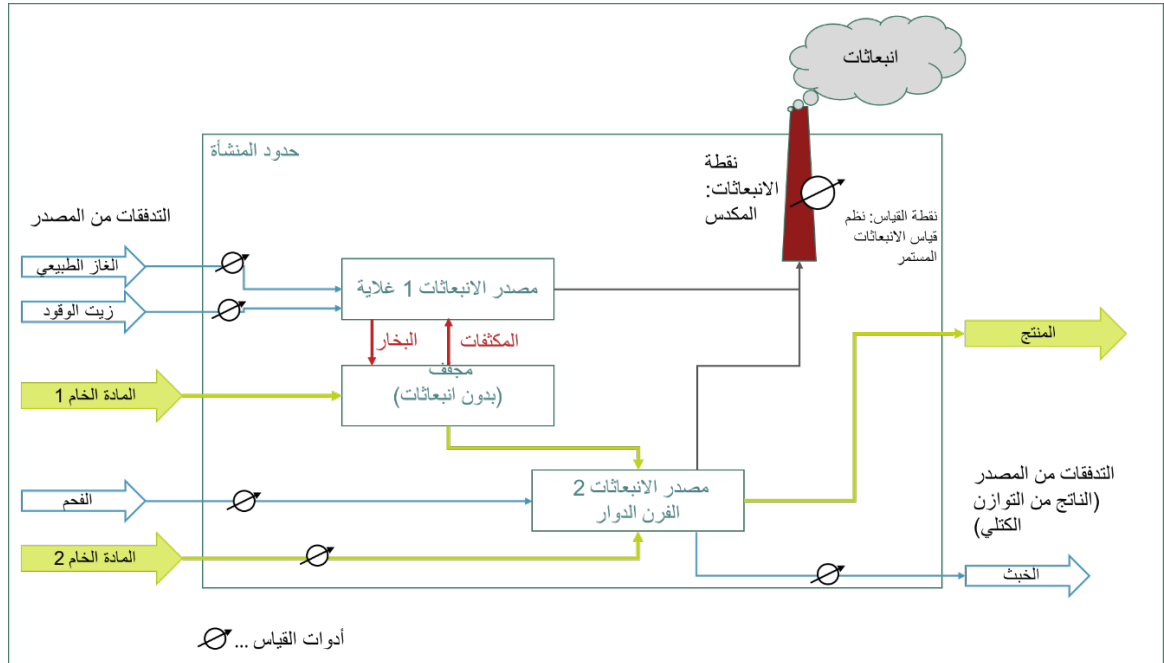 انبعاثات
حدود المنشأة
نقطة
الانبعاثات:
المكدس
نقطة القياس: نظم
قياس الانبعاثات
المستمر
التدفقات من المصدر
الغاز الطبيعي
زيت الوقود
مصدر الانبعاثات 1 غلاية
البخار
المكثفات
المنتج
مجفف
(بدون انبعاثات)
المادة الخام 1
التدفقات من المصدر
(الناتج من التوازن
الكتلي)
مصدر الانبعاثات 2
الفرن الدوار
الفحم
المادة الخام 2
الخبث
أدوات القياس ...